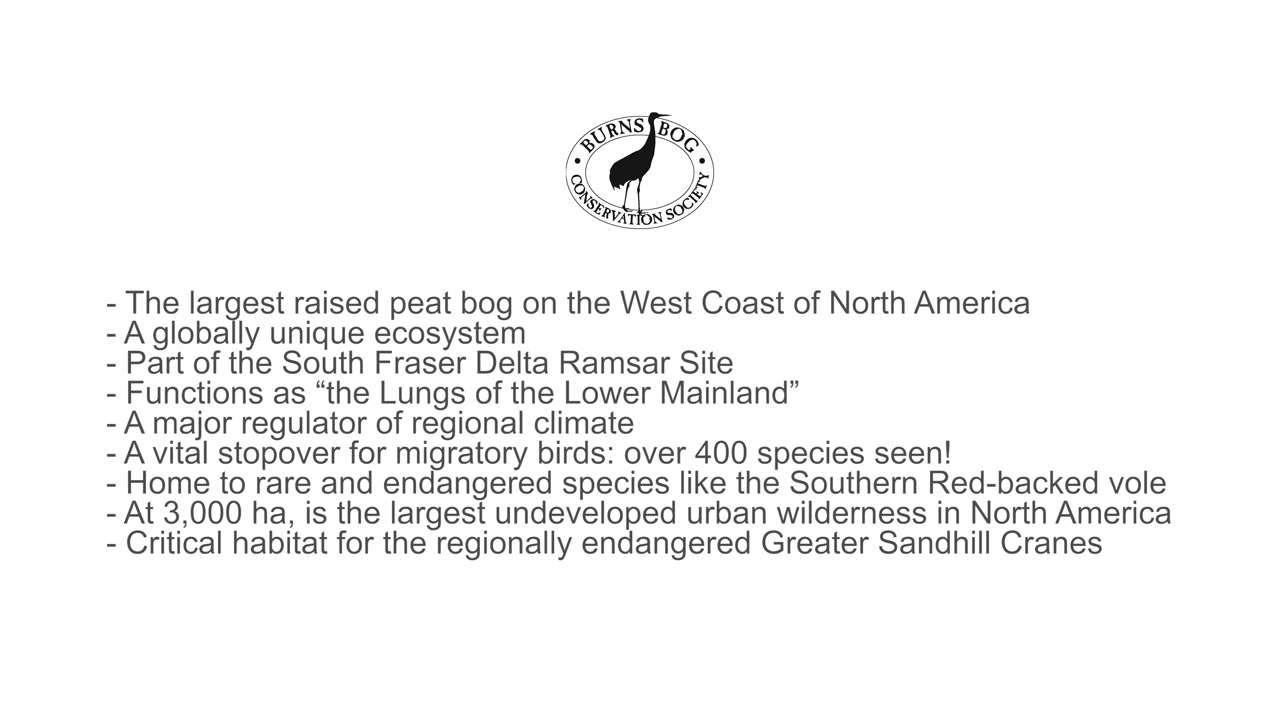 BURNS BOG
CONSERVATION SOCIETY
- The largest raised peat bog on the West Coast of North America
- A globally unique ecosystem
- Part of the South Fraser Delta Ramsar Site
- Functions as “the Lungs of the Lower Mainland”
- A major regulator of regional climate
- A vital stopover for migratory birds: over 400 species seen!
- Home to rare and endangered species like the Southern Red-backed vole
- At 3,000 ha, is the largest undeveloped urban wilderness in North America
- Critical habitat for the regionally endangered Greater Sandhill Cranes